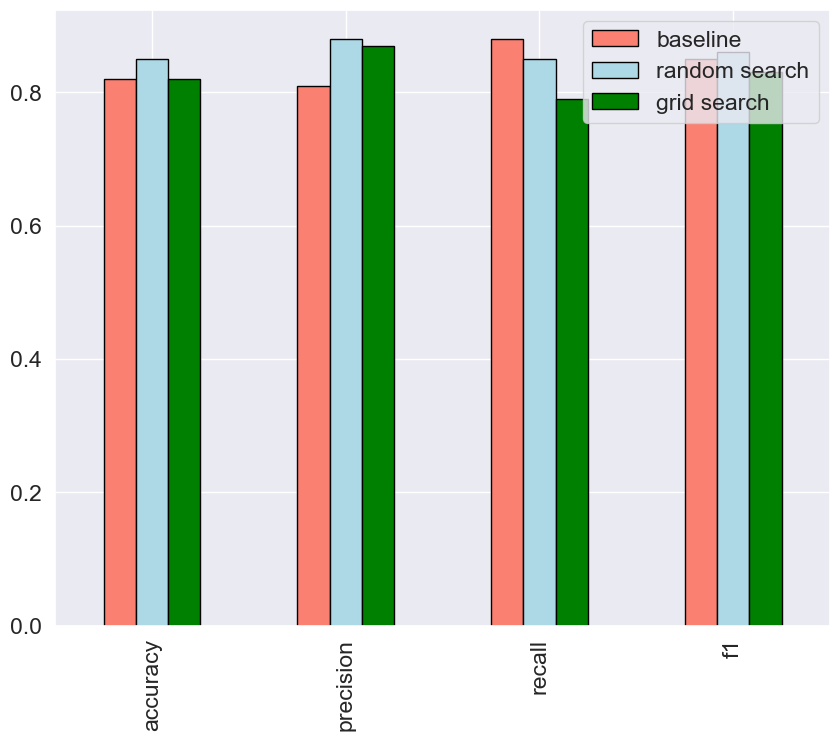 baseline
random search
grid search
0.8
0.6
0.4
0.2
0.0
accuracy
precision
recall
f1